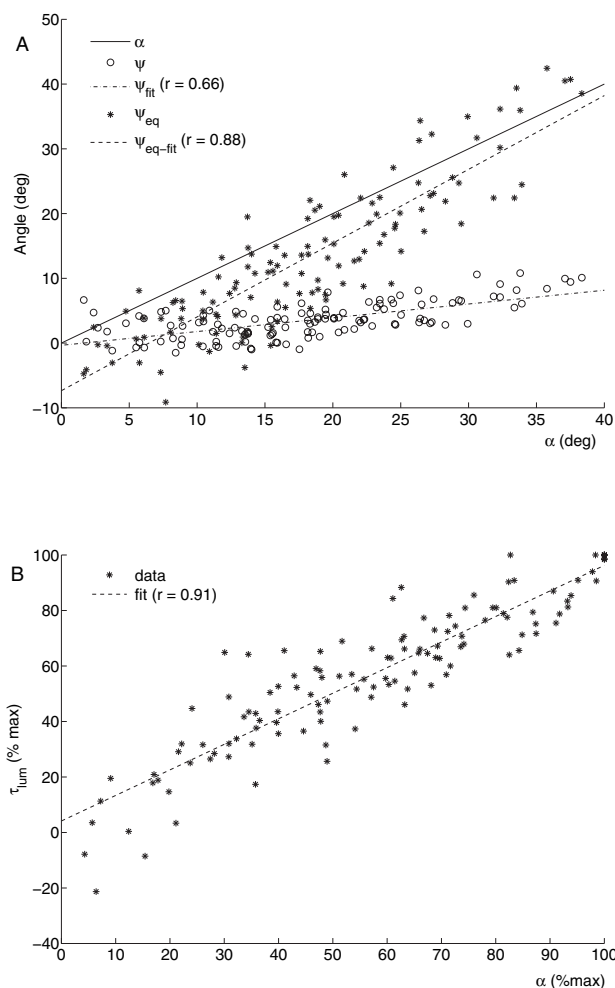 A
α
ψ
ψfit (r = 0.66)
ψeq
ψeq−fit (r = 0.88)
Angle (deg)
50
40
30
20
10
0
−10
0 5 10 15 20 25 30 35 40
α (deg)
B
data
fit (r = 0.91)
τlum (% max)
100
80
60
40
20
0
−20
−40
0 10 20 30 40 50 60 70 80 90 100
α (%max)